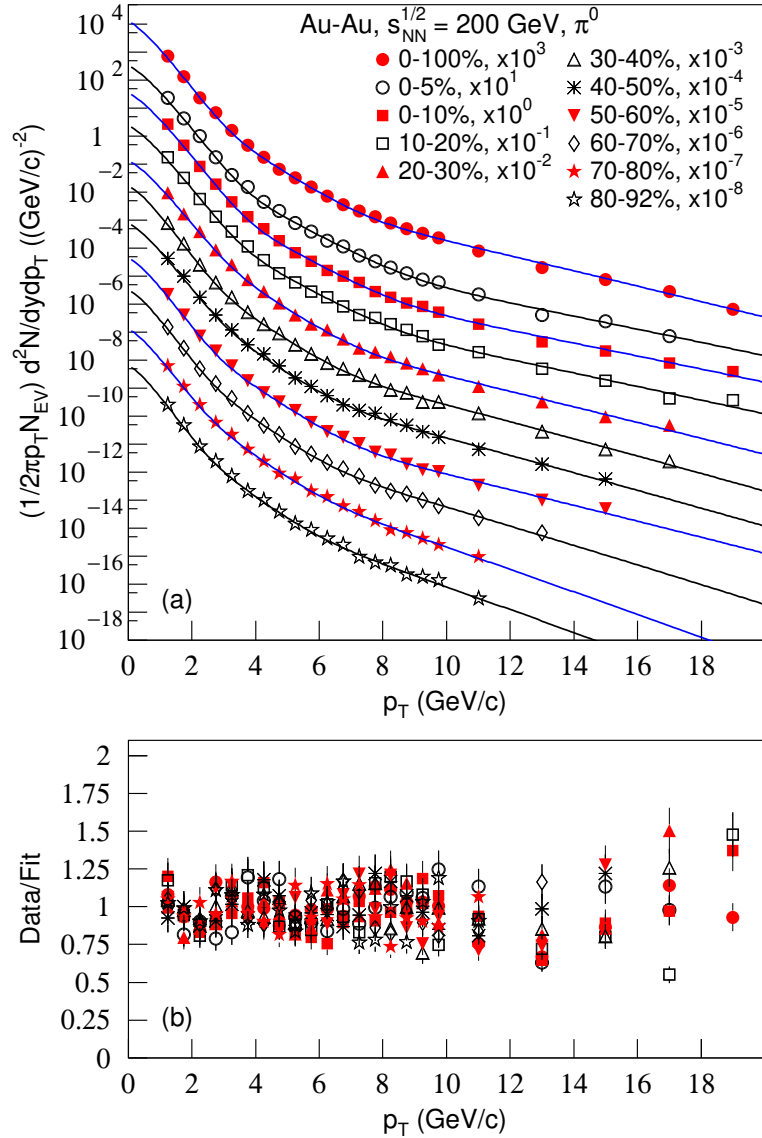 Au-Au, s_NN^1/2 = 200 GeV, π^0
0-100%, x10^3
0-5%, x10^1
0-10%, x10^0
10-20%, x10^-1
20-30%, x10^-2
30-40%, x10^-3
40-50%, x10^-4
50-60%, x10^-5
60-70%, x10^-6
70-80%, x10^-7
80-92%, x10^-8
(1/2πp_T N_EV) d^2N/dydp_T ((GeV/c)^-2)
10^4
10^2
1
10^-2
10^-4
10^-6
10^-8
10^-10
10^-12
10^-14
10^-16
10^-18
(a)
0 2 4 6 8 10 12 14 16 18
p_T (GeV/c)
Data/Fit
2
1.75
1.5
1.25
1
0.75
0.5
0.25
0
(b)
0 2 4 6 8 10 12 14 16 18
p_T (GeV/c)